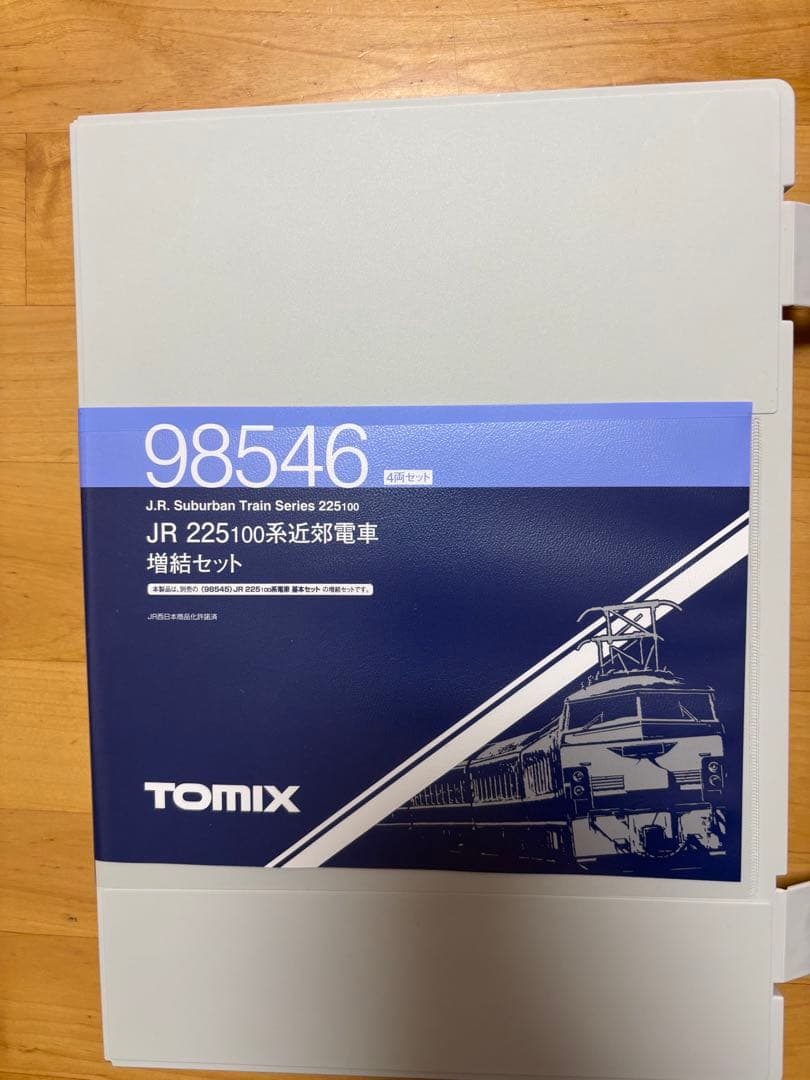 98546 4両セット
J.R. Suburban Train Series 225100
JR 225100系近郊電車
増結セット
本製品は、別売の〈98545〉JR 225100系電車 基本セット の増結セットです。
JR西日本商品化許諾済
TOMIX